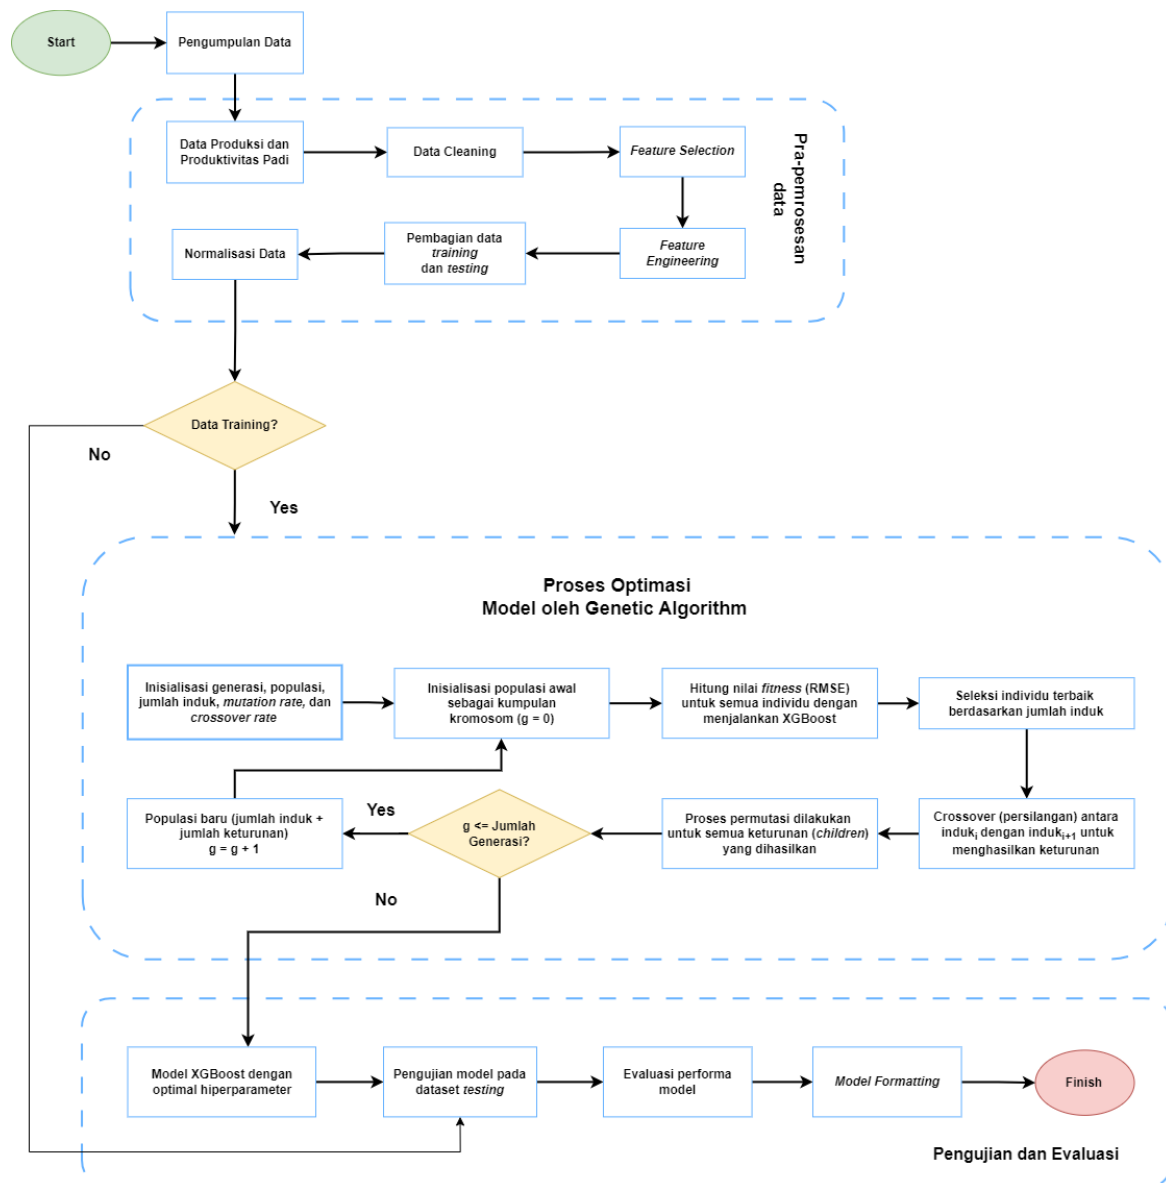 Start
Pengumpulan Data
Data Produksi dan
Produktivitas Padi
Data Cleaning
Feature Selection
Pra-pemrosesan
data
Normalisasi Data
Pembagian data
training
dan testing
Feature
Engineering
Data Training?
No
Yes
Proses Optimasi
Model oleh Genetic Algorithm
Inisialisasi generasi, populasi,
jumlah induk, mutation rate, dan
crossover rate
Inisialisasi populasi awal
sebagai kumpulan
kromosom (g = 0)
Hitung nilai fitness (RMSE)
untuk semua individu dengan
menjalankan XGBoost
Seleksi individu terbaik
berdasarkan jumlah induk
Populasi baru (jumlah induk +
jumlah keturunan)
g = g + 1
Yes
g <= Jumlah
Generasi?
Proses permutasi dilakukan
untuk semua keturunan (children)
yang dihasilkan
Crossover (persilangan) antara
induk<sub>i</sub> dengan induk<sub>i+1</sub> untuk
menghasilkan keturunan
No
Model XGBoost dengan
optimal hiperparameter
Pengujian model pada
dataset testing
Evaluasi performa
model
Model Formatting
Finish
Pengujian dan Evaluasi